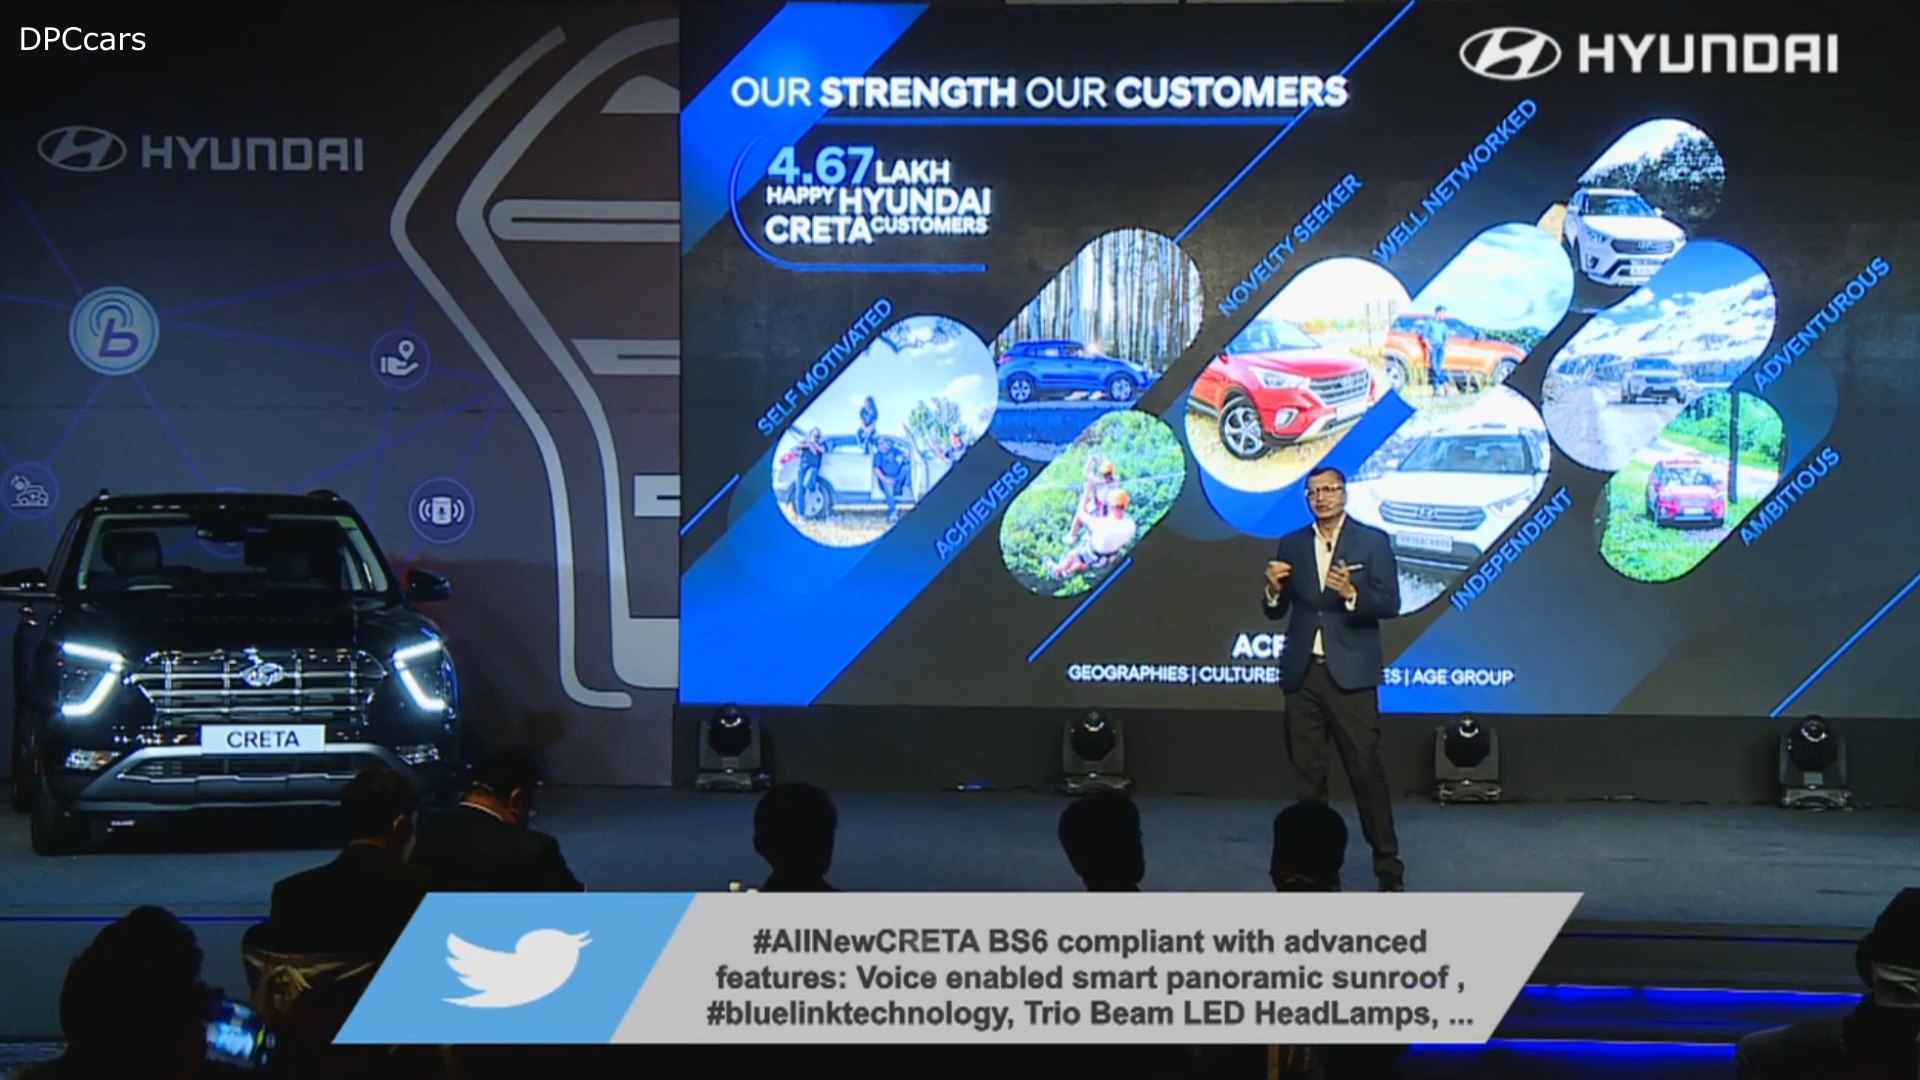 DPCcars
HYUNDAI
HYUNDAI
OUR STRENGTH OUR CUSTOMERS
4.67 LAKH
HAPPY HYUNDAI
CRETA CUSTOMERS
SELF MOTIVATED
ACHIEVERS
NOVELTY SEEKER
WELL NETWORKED
INDEPENDENT
ADVENTUROUS
AMBITIOUS
GEOGRAPHIES | AGE GROUP
CRETA
#AllNewCRETA BS6 compliant with advanced
features: Voice enabled smart panoramic sunroof ,
#bluelinktechnology, Trio Beam LED HeadLamps, ...